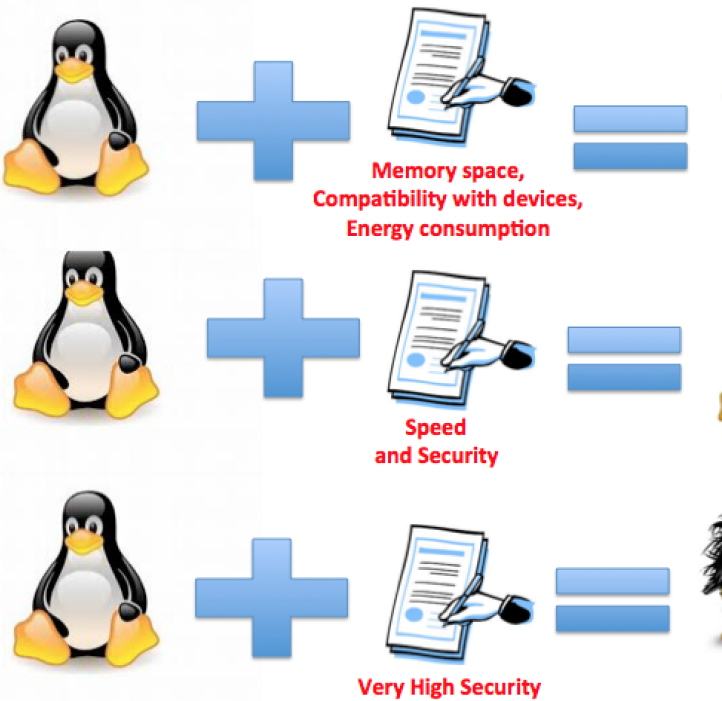 Memory space,
Compatibility with devices,
Energy consumption
Speed
and Security
Very High Security